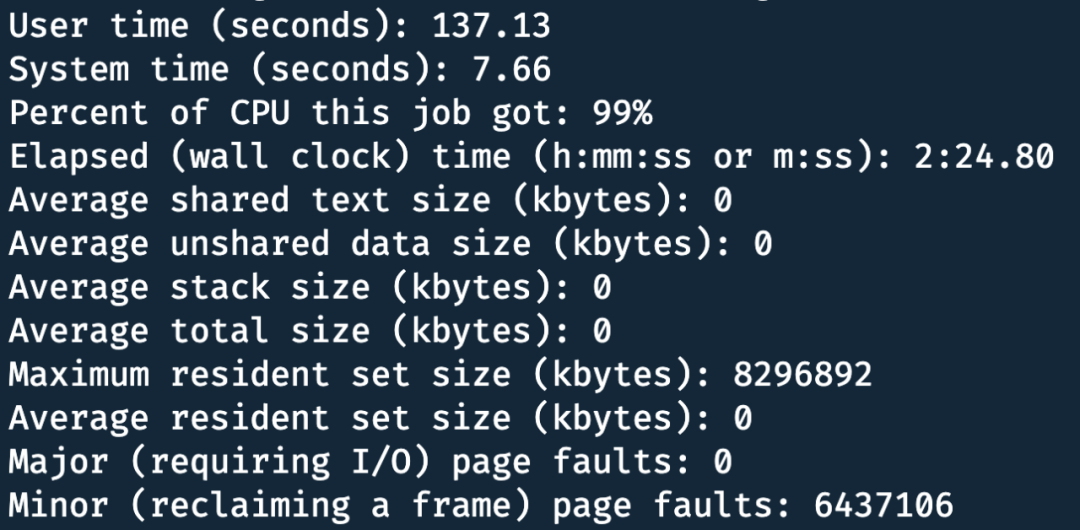 User time (seconds): 137.13
System time (seconds): 7.66
Percent of CPU this job got: 99%
Elapsed (wall clock) time (h:mm:ss or m:ss): 2:24.80
Average shared text size (kbytes): 0
Average unshared data size (kbytes): 0
Average stack size (kbytes): 0
Average total size (kbytes): 0
Maximum resident set size (kbytes): 8296892
Average resident set size (kbytes): 0
Major (requiring I/O) page faults: 0
Minor (reclaiming a frame) page faults: 6437106